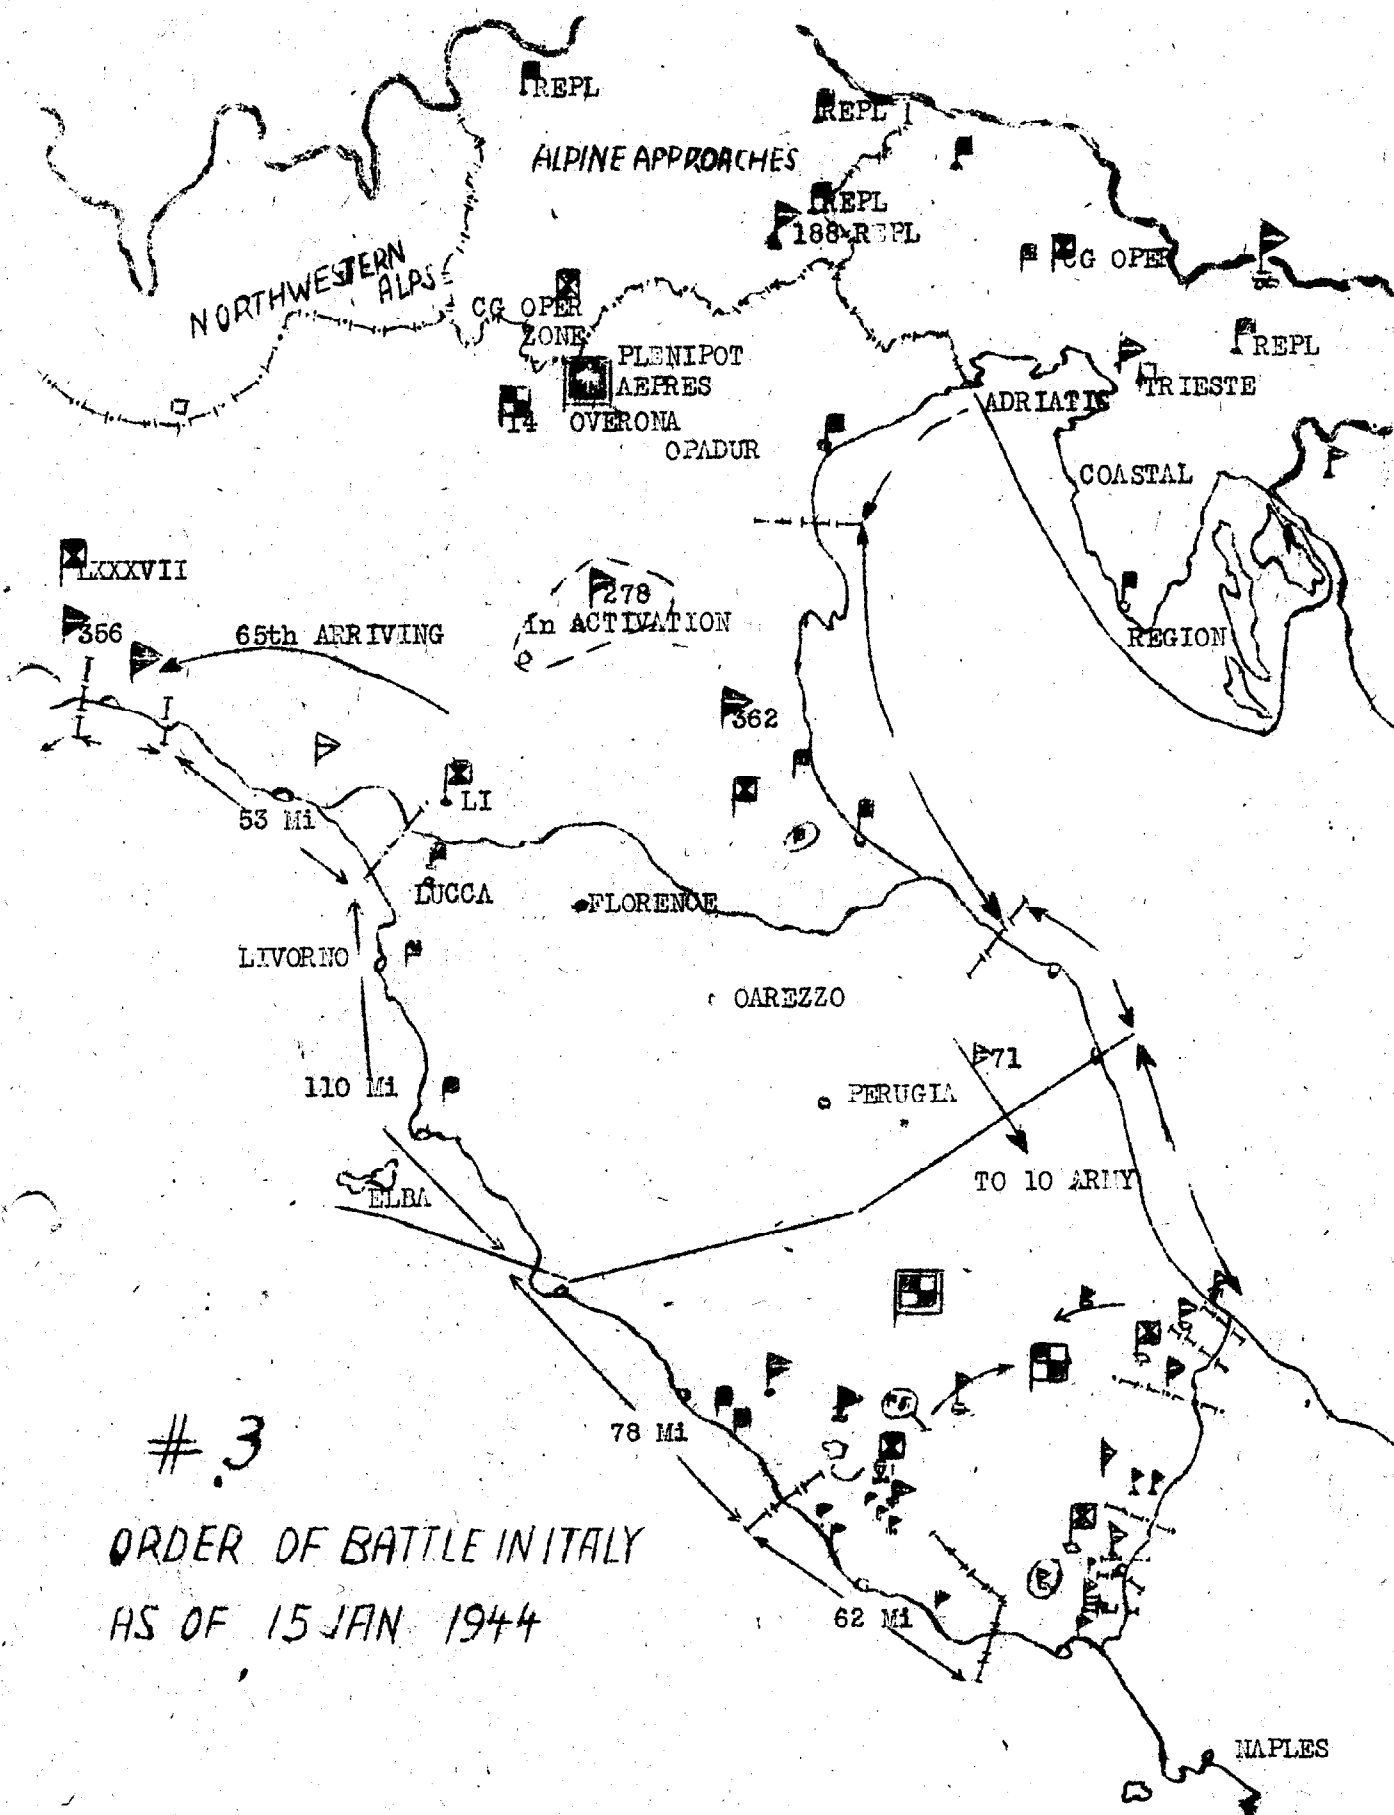 REPL
REPL
ALPINE APPROACHES
REPL
188 REPL
NORTHWESTERN
ALPS
CG OPER
CG OPER
ZONE
PLENIPOT
AEPRES
REPL
TRIESTE
14
OVERONA
ADRIATIC
OPADUR
COASTAL
LXXXVII
278
In ACTIVATION
356
65th ARRIVING
REGION
362
LI
53 Mi
LUCCA
FLORENCE
LIVORNO
OAREZZO
71
110 Mi
PERUGIA
TO 10 ARMY
ELBA
78 Mi
#3
ORDER OF BATTLE IN ITALY
AS OF 15 JAN 1944
62 Mi
NAPLES